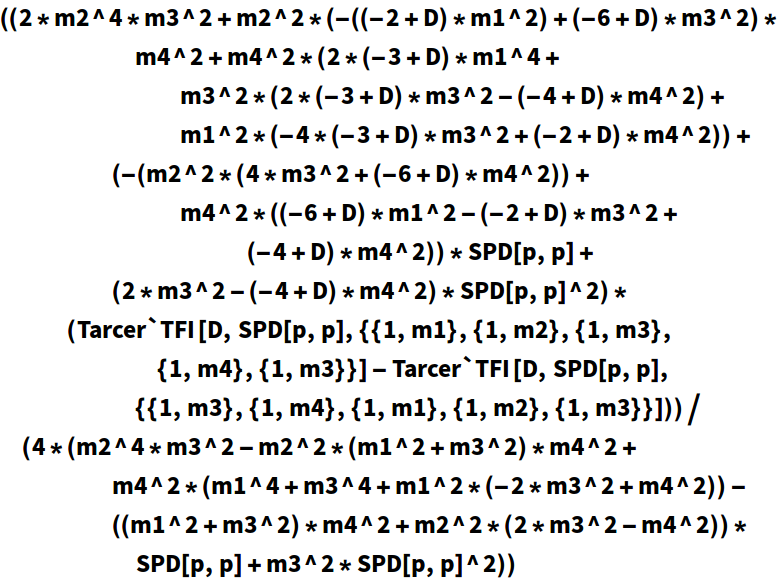 ((2*m2^4*m3^2+m2^2*(-((-2+D)*m1^2)+(-6+D)*m3^2)*
m4^2+m4^2*(2*(-3+D)*m1^4+
m3^2*(2*(-3+D)*m3^2-(-4+D)*m4^2)+
m1^2*(-4*(-3+D)*m3^2+(-2+D)*m4^2))+
(-(m2^2*(4*m3^2+(-6+D)*m4^2))+
m4^2*((-6+D)*m1^2-(-2+D)*m3^2+
(-4+D)*m4^2))*SPD[p, p]+
(2*m3^2-(-4+D)*m4^2)*SPD[p, p]^2)*
(Tarcer`TFI[D, SPD[p, p], {{1, m1}, {1, m2}, {1, m3},
{1, m4}, {1, m3}}]-Tarcer`TFI[D, SPD[p, p],
{{1, m3}, {1, m4}, {1, m1}, {1, m2}, {1, m3}}]))/
(4*(m2^4*m3^2-m2^2*(m1^2+m3^2)*m4^2+
m4^2*(m1^4+m3^4+m1^2*(-2*m3^2+m4^2))-
((m1^2+m3^2)*m4^2+m2^2*(2*m3^2-m4^2))*
SPD[p, p]+m3^2*SPD[p, p]^2))